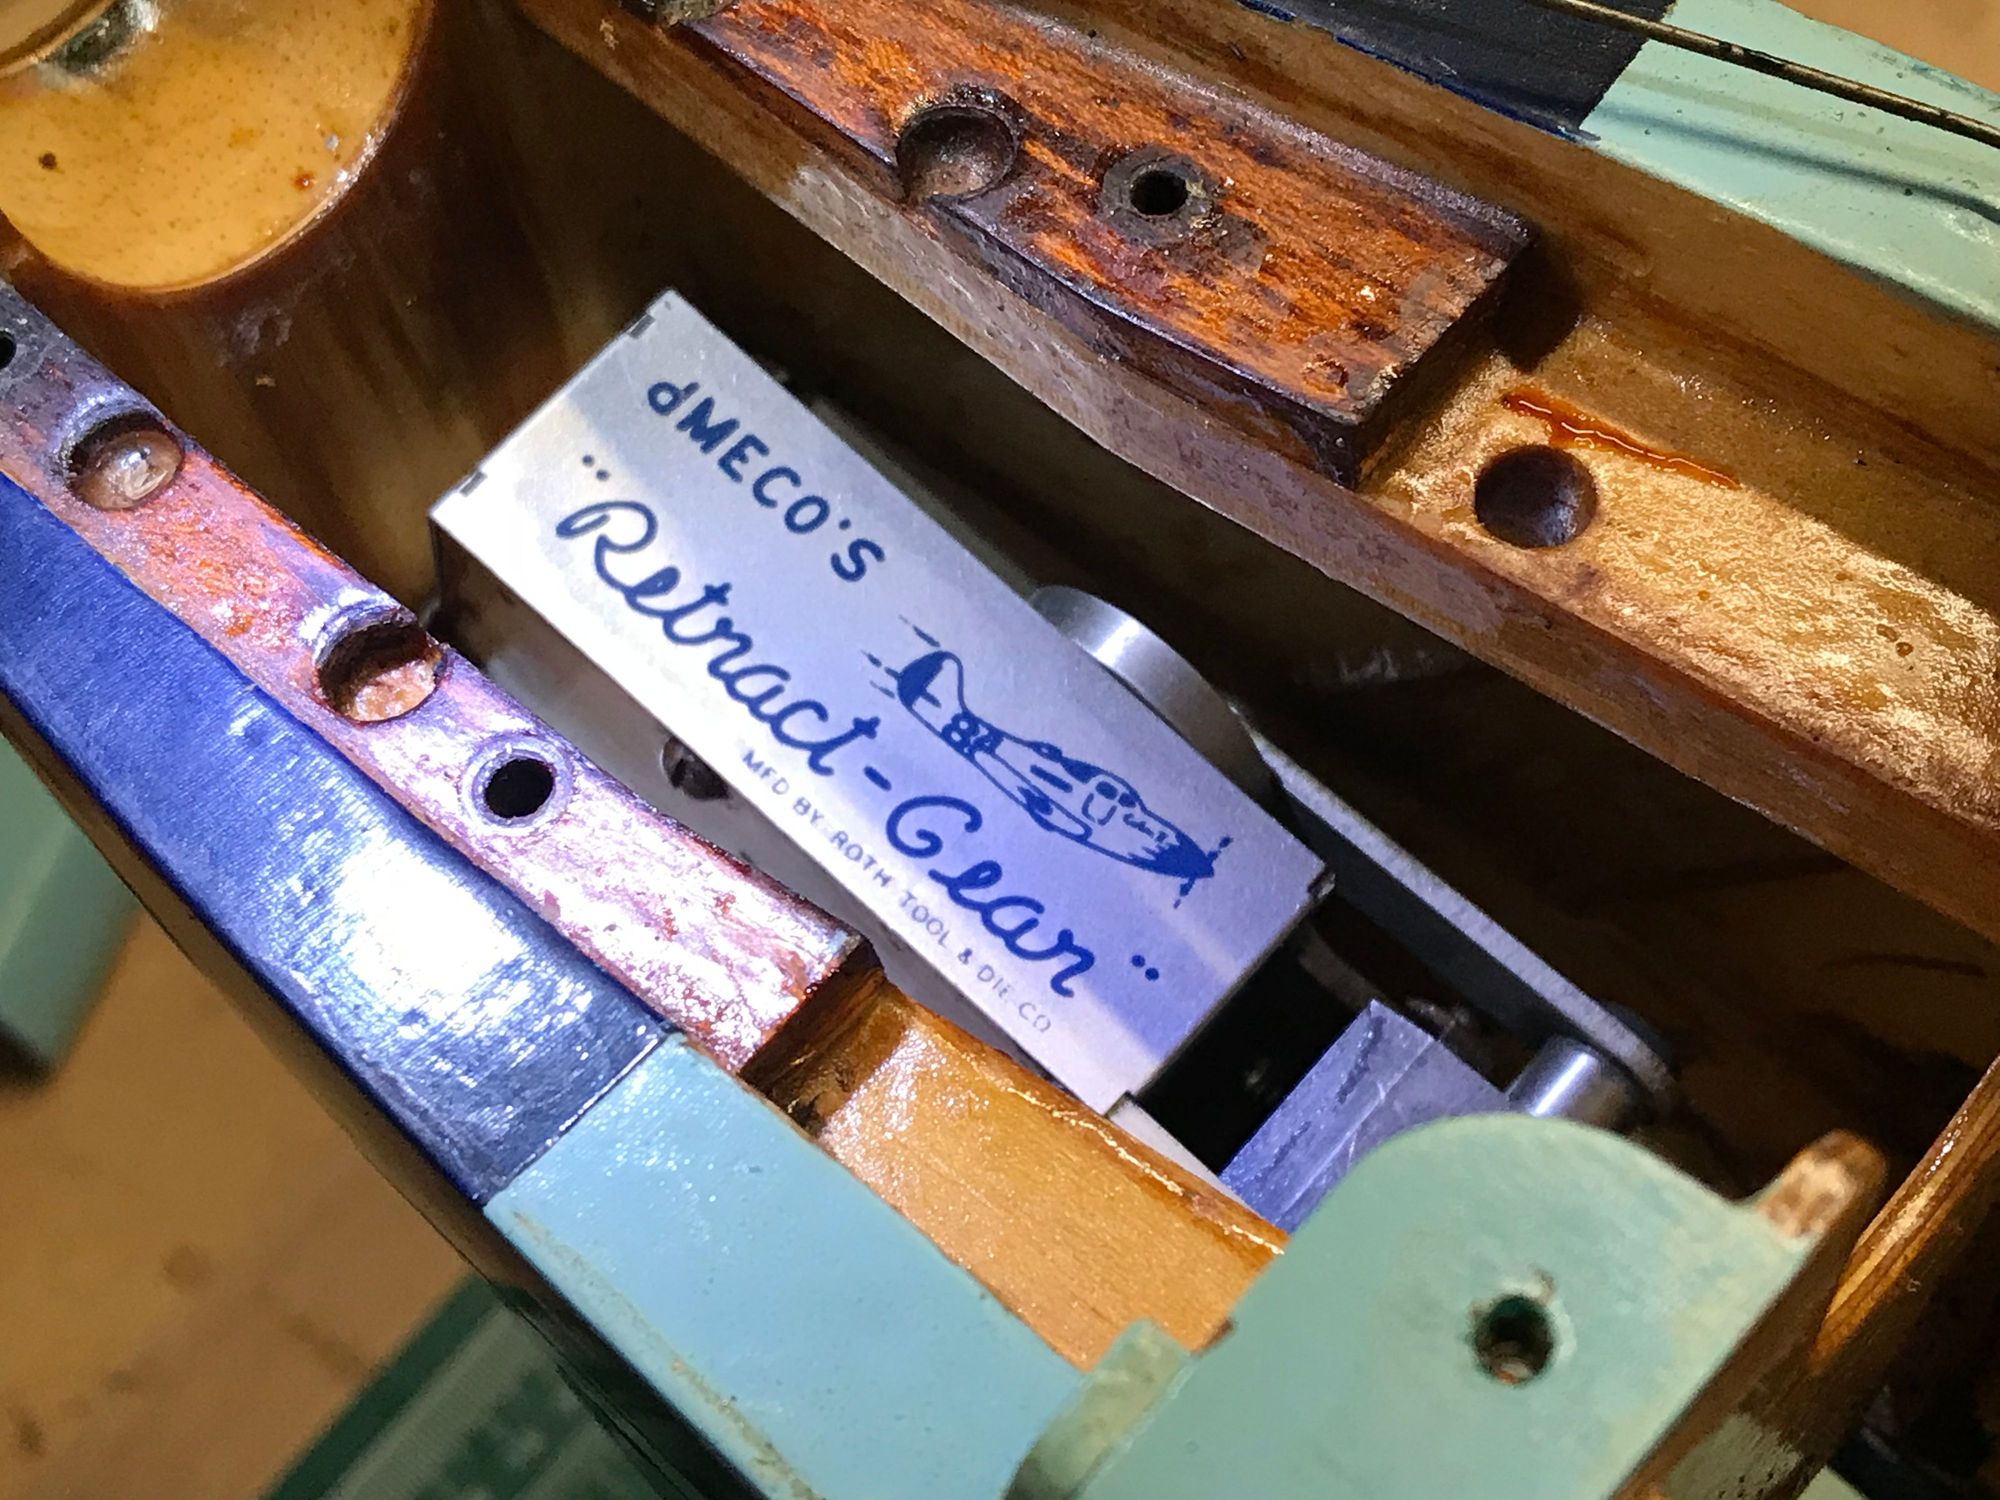 dMECO'S
"Retract-Gear"
MFD BY ROTH TOOL & DIE CO